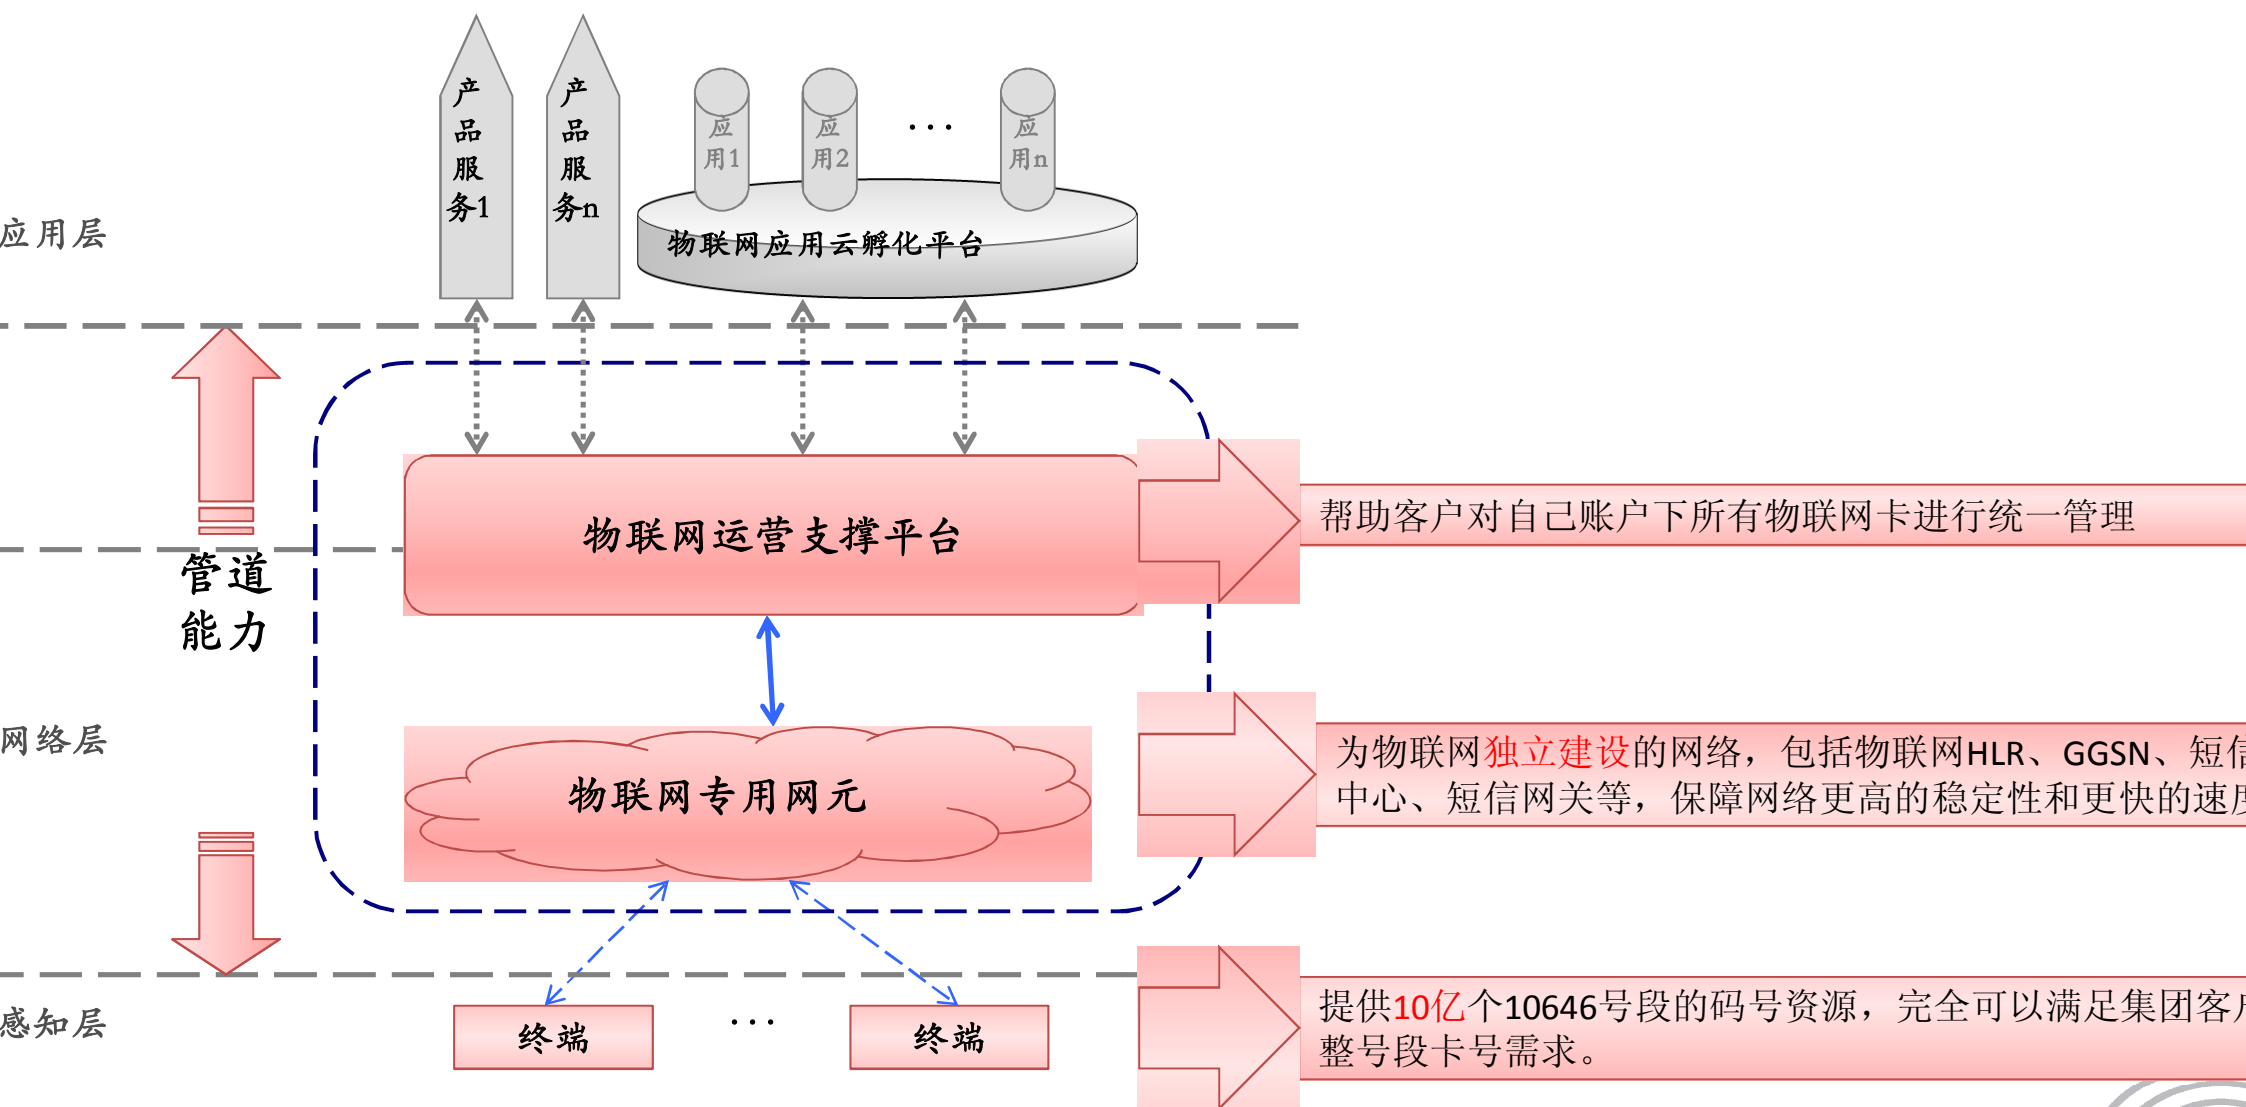 产
品
服
务1
产
品
服
务n
应
用1
应
用2
...
应
用n
物联网应用云孵化平台
应用层
物联网运营支撑平台
帮助客户对自己账户下所有物联网卡进行统一管理
管道
能力
网络层
物联网专用网元
为物联网独立建设的网络，包括物联网HLR、GGSN、短信
中心、短信网关等，保障网络更高的稳定性和更快的速度
感知层
终端
...
终端
提供10亿个10646号段的码号资源，完全可以满足集团客户
整号段卡号需求。